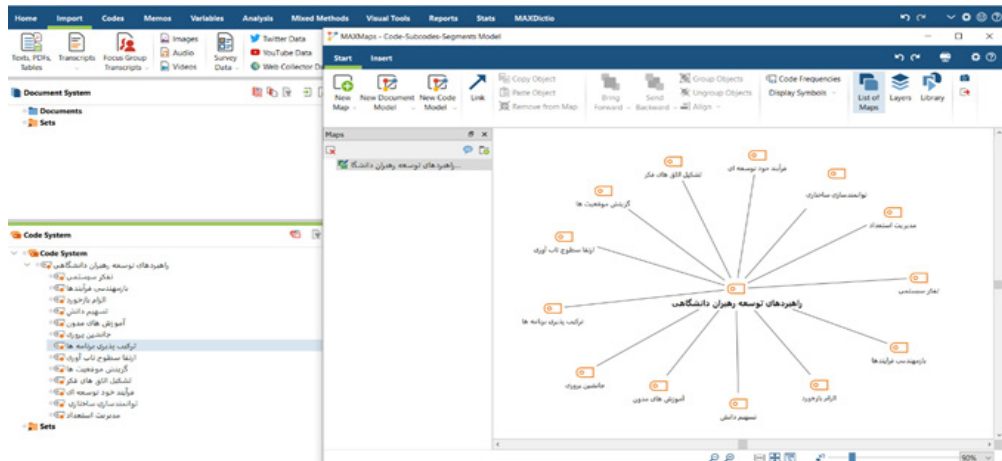 Home Import Codes Memos Variables Analysis Mixed Methods Visual Tools Reports Stats MAXDictio
Texts, PDFs, Tables
Transcripts
Focus Group Transcripts
Images
Audio
Videos
Survey Data
Twitter Data
YouTube Data
Web Collector Da
Document System
Documents
Sets
Code System
Code System
راهبردهای توسعه رهبران دانشگاهی
تفکر سیستمی
بازمهندسی فرآیندها
الزام بازخورد
تسهیم دانش
آموزش های مدون
جانشین پروری
ترکیب پذیری برنامه ها
ارتقا سطوح تاب آوری
گزینش موقعیت ها
تشکیل اتاق های فکر
فرآیند خود توسعه ای
توانمندسازی ساختاری
مدیریت استعداد
Sets
MAXMaps - Code-Subcodes-Segments Model
Start Insert
New Map
New Document Model
New Code Model
Link
Copy Object
Paste Object
Remove from Map
Bring Forward
Send Backward
Group Objects
Ungroup Objects
Align
Code Frequencies
Display Symbols
List of Maps
Layers
Library
Maps
راهبردهای توسعه رهبران دانشگا...
فرآیند خود توسعه ای
تشکیل اتاق های فکر
توانمندسازی ساختاری
گزینش موقعیت ها
مدیریت استعداد
ارتقا سطوح تاب آوری
تفکر سیستمی
راهبردهای توسعه رهبران دانشگاهی
ترکیب پذیری برنامه ها
بازمهندسی فرآیندها
جانشین پروری
آموزش های مدون
الزام بازخورد
تسهیم دانش
90%